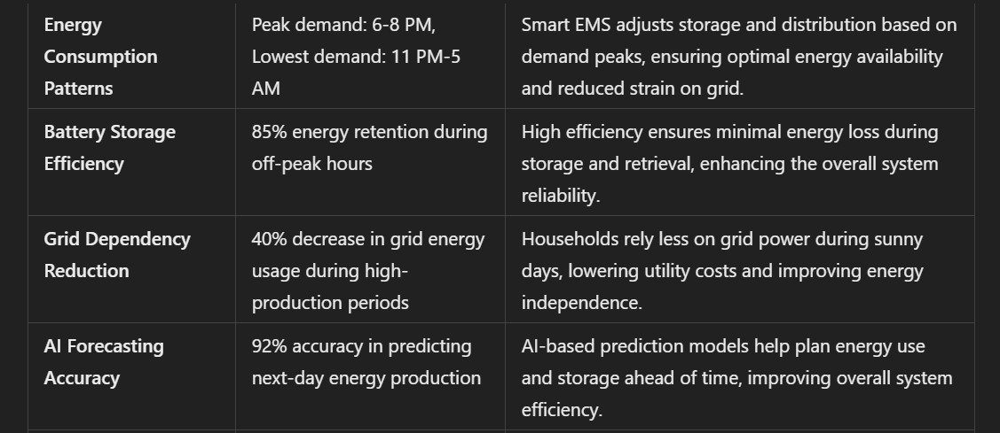 Energy
Consumption
Patterns
Peak demand: 6-8 PM,
Lowest demand: 11 PM-5
AM
Smart EMS adjusts storage and distribution based on
demand peaks, ensuring optimal energy availability
and reduced strain on grid.
Battery Storage
Efficiency
85% energy retention during
off-peak hours
High efficiency ensures minimal energy loss during
storage and retrieval, enhancing the overall system
reliability.
Grid Dependency
Reduction
40% decrease in grid energy
usage during high-
production periods
Households rely less on grid power during sunny
days, lowering utility costs and improving energy
independence.
AI Forecasting
Accuracy
92% accuracy in predicting
next-day energy production
AI-based prediction models help plan energy use
and storage ahead of time, improving overall system
efficiency.